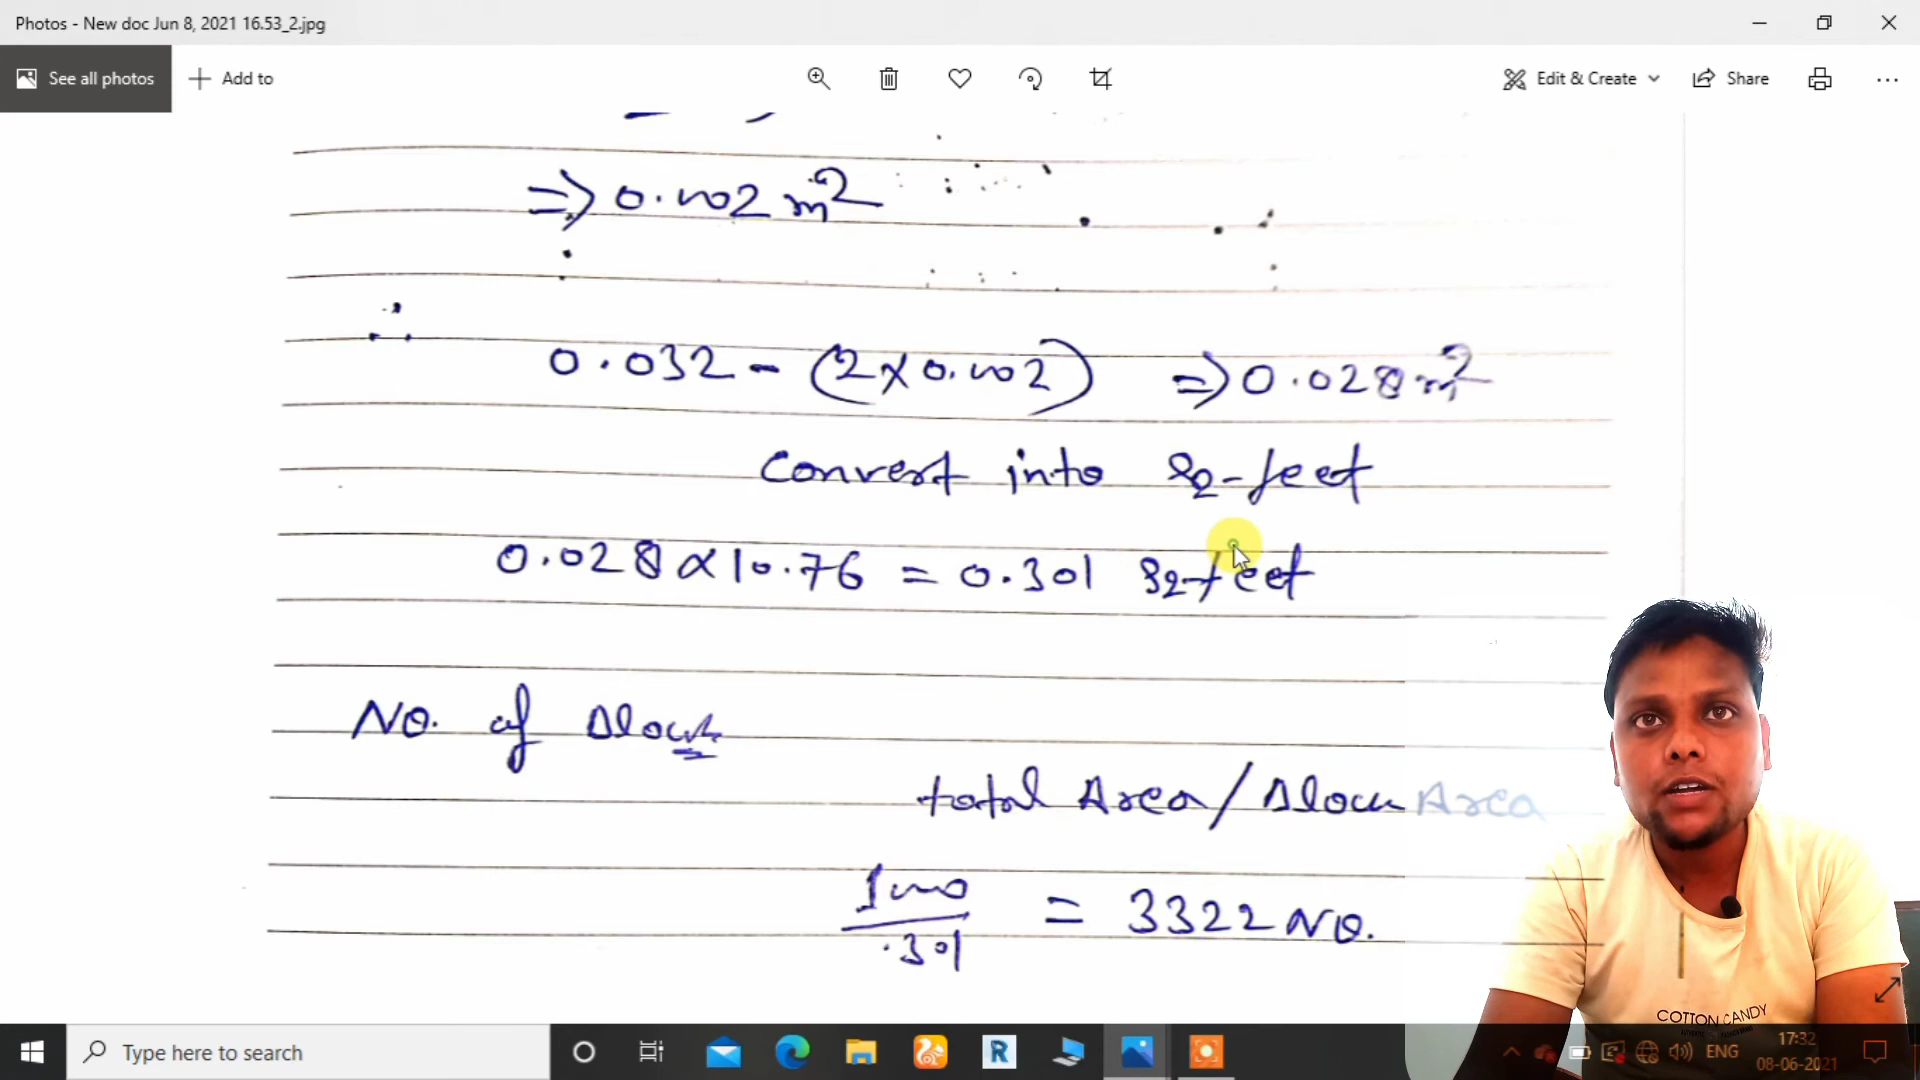 Photos - New doc Jun 8, 2021 16.53_2.jpg
See all photos
Add to
Edit & Create
Share
=> 0.002 m²
∴
0.032 - (2×0.002) => 0.028 m²
Convert into sq-feet
0.028 × 10.76 = 0.301 sq-feet
No. of Block
total Area / Block Area
1000 / .301 = 3322 No.
COTTON CANDY
Type here to search
ENG
17:32
08-06-2021